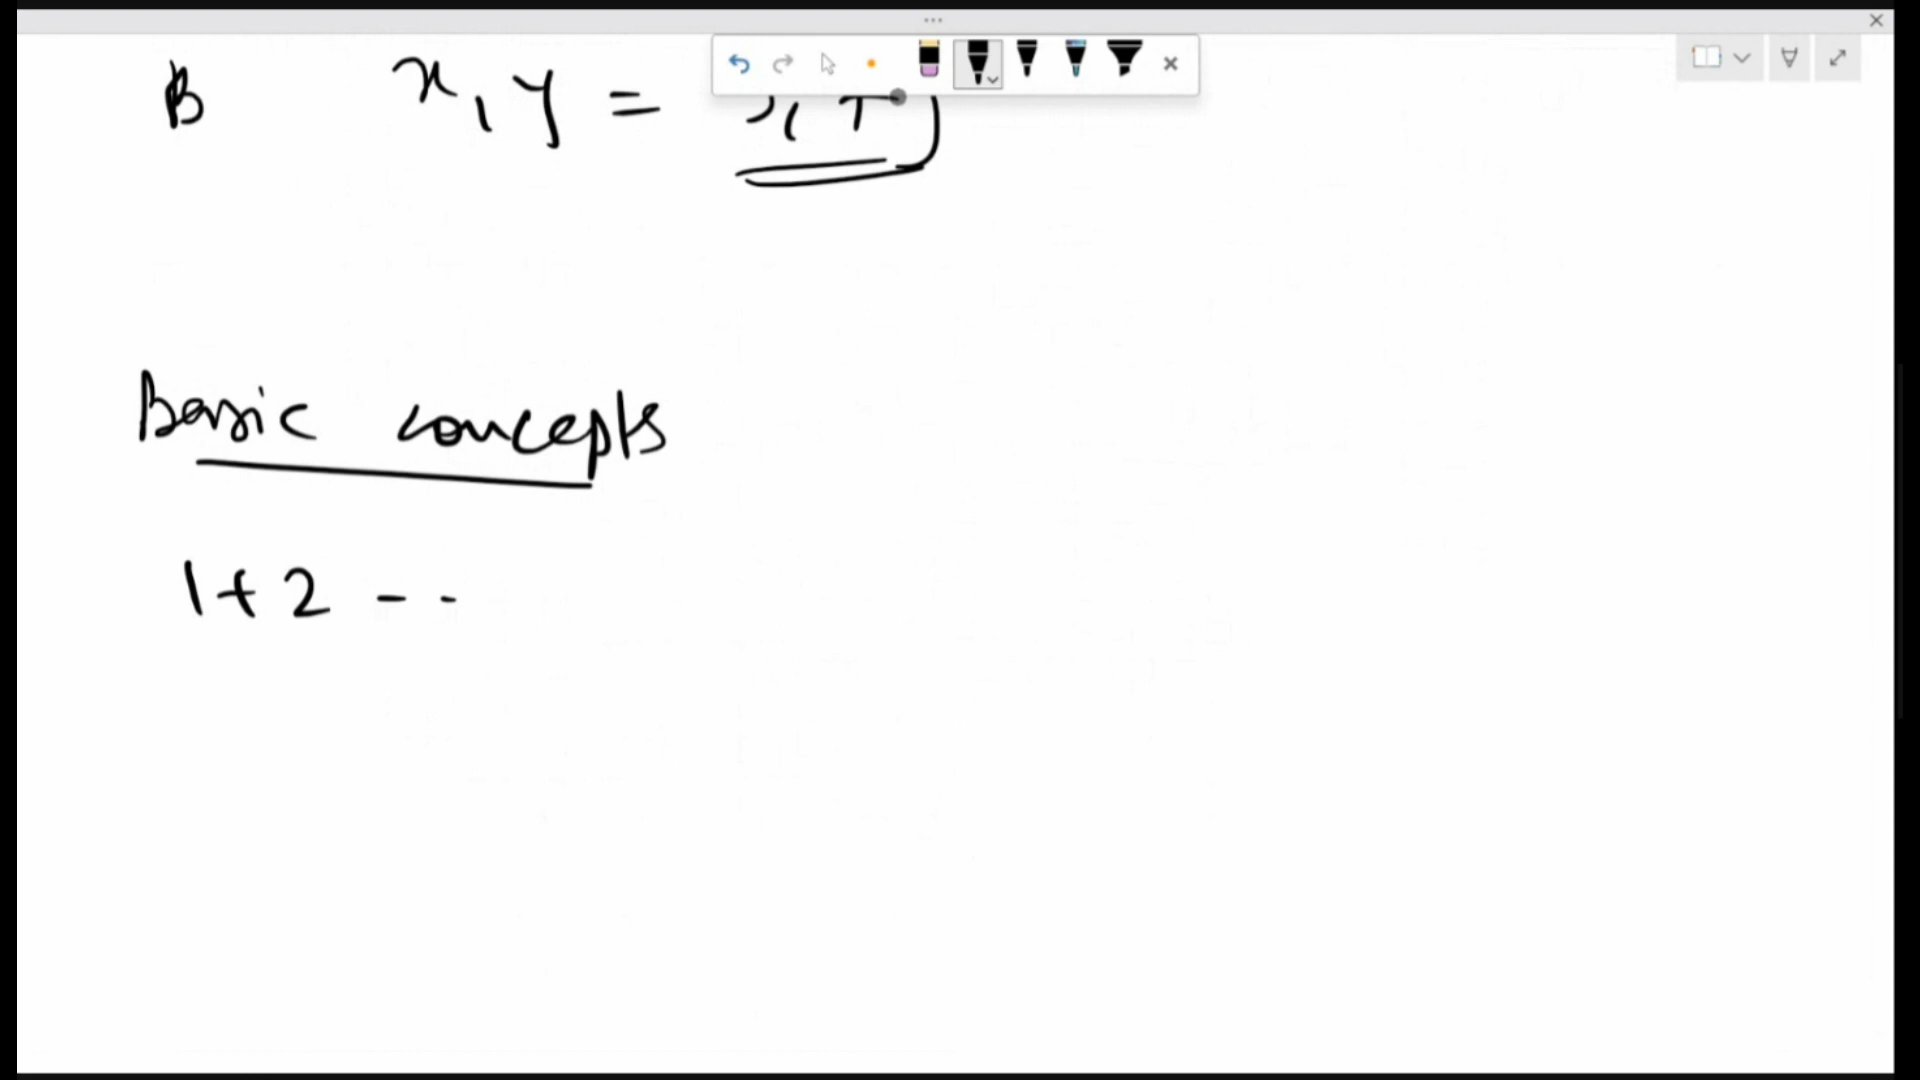 B x, y =
Basic concepts
1+2 - -